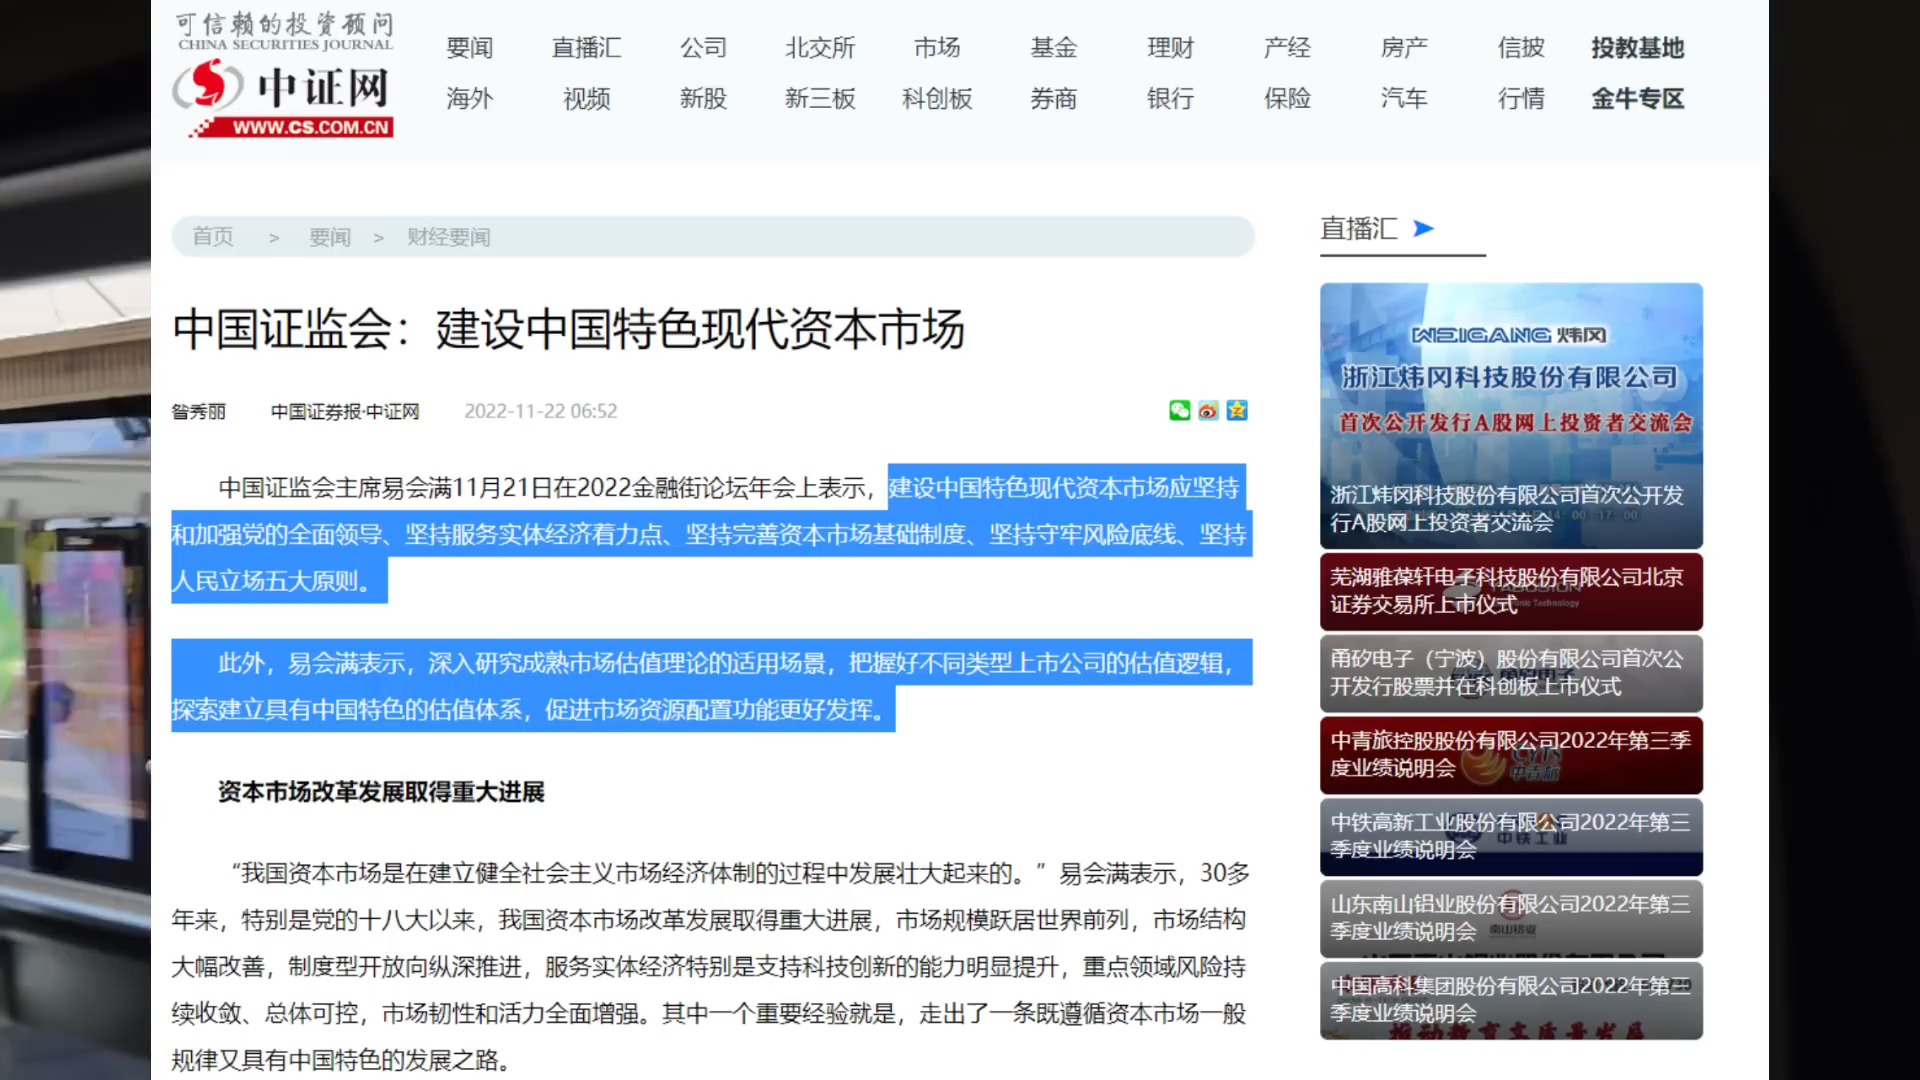 可信赖的投资顾问
CHINA SECURITIES JOURNAL
中证网
WWW.CS.COM.CN
要闻 直播汇 公司 北交所 市场 基金 理财 产经 房产 信披 投教基地
海外 视频 新股 新三板 科创板 券商 银行 保险 汽车 行情 金牛专区
首页 > 要闻 > 财经要闻
中国证监会：建设中国特色现代资本市场
昝秀丽 中国证券报·中证网 2022-11-22 06:52
中国证监会主席易会满11月21日在2022金融街论坛年会上表示，建设中国特色现代资本市场应坚持
和加强党的全面领导、坚持服务实体经济着力点、坚持完善资本市场基础制度、坚持守牢风险底线、坚持
人民立场五大原则。
此外，易会满表示，深入研究成熟市场估值理论的适用场景，把握好不同类型上市公司的估值逻辑，
探索建立具有中国特色的估值体系，促进市场资源配置功能更好发挥。
资本市场改革发展取得重大进展
“我国资本市场是在建立健全社会主义市场经济体制的过程中发展壮大起来的。”易会满表示，30多
年来，特别是党的十八大以来，我国资本市场改革发展取得重大进展，市场规模跃居世界前列，市场结构
大幅改善，制度型开放向纵深推进，服务实体经济特别是支持科技创新的能力明显提升，重点领域风险持
续收敛、总体可控，市场韧性和活力全面增强。其中一个重要经验就是，走出了一条既遵循资本市场一般
规律又具有中国特色的发展之路。
直播汇
WEIGANG 炜冈
浙江炜冈科技股份有限公司
首次公开发行A股网上投资者交流会
浙江炜冈科技股份有限公司首次公开发
行A股网上投资者交流会
芜湖雅葆轩电子科技股份有限公司北京
证券交易所上市仪式
甬矽电子（宁波）股份有限公司首次公
开发行股票并在科创板上市仪式
中青旅控股股份有限公司2022年第三季
度业绩说明会
中铁高新工业股份有限公司2022年第三
季度业绩说明会
山东南山铝业股份有限公司2022年第三
季度业绩说明会
中国高科集团股份有限公司2022年第三
季度业绩说明会